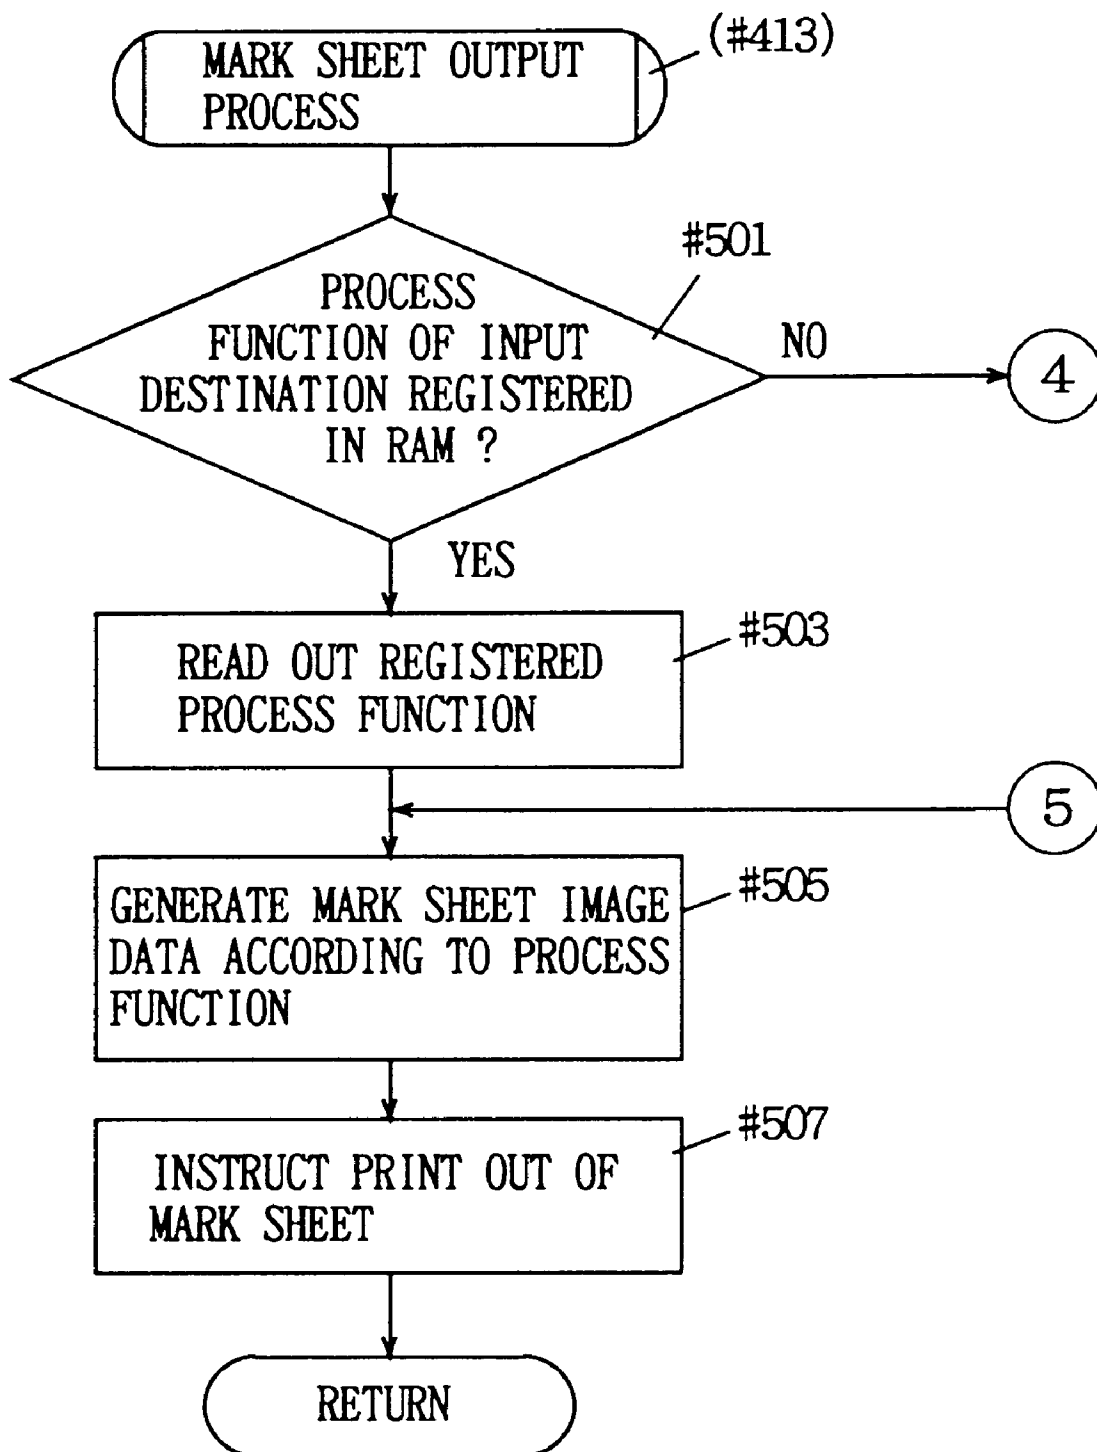 (#413)
MARK SHEET OUTPUT
PROCESS
#501
PROCESS
FUNCTION OF INPUT
DESTINATION REGISTERED
IN RAM ?
NO
4
YES
#503
READ OUT REGISTERED
PROCESS FUNCTION
5
#505
GENERATE MARK SHEET IMAGE
DATA ACCORDING TO PROCESS
FUNCTION
#507
INSTRUCT PRINT OUT OF
MARK SHEET
RETURN